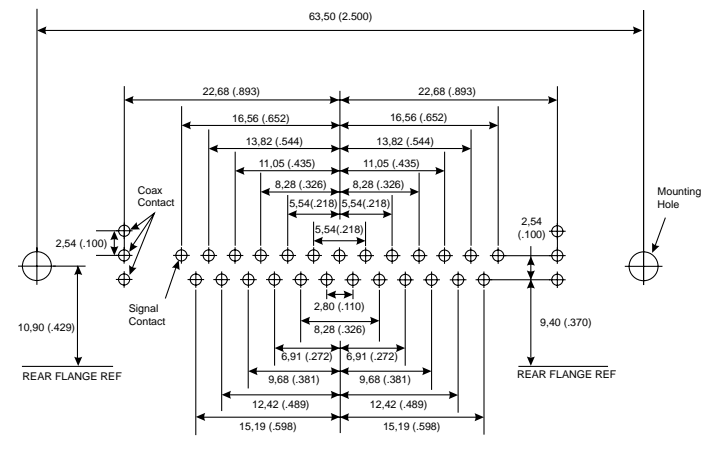 63,50 (2.500)
22,68 (.893) 22,68 (.893)
16,56 (.652) 16,56 (.652)
13,82 (.544) 13,82 (.544)
11,05 (.435) 11,05 (.435)
8,28 (.326) 8,28 (.326)
5,54(.218) 5,54(.218)
5,54(.218)
Coax
Contact
Mounting
Hole
2,54 (.100)
2,54
(.100)
Signal
Contact
2,80 (.110)
8,28 (.326)
10,90 (.429)
9,40 (.370)
6,91 (.272) 6,91 (.272)
REAR FLANGE REF
REAR FLANGE REF
9,68 (.381) 9,68 (.381)
12,42 (.489) 12,42 (.489)
15,19 (.598) 15,19 (.598)